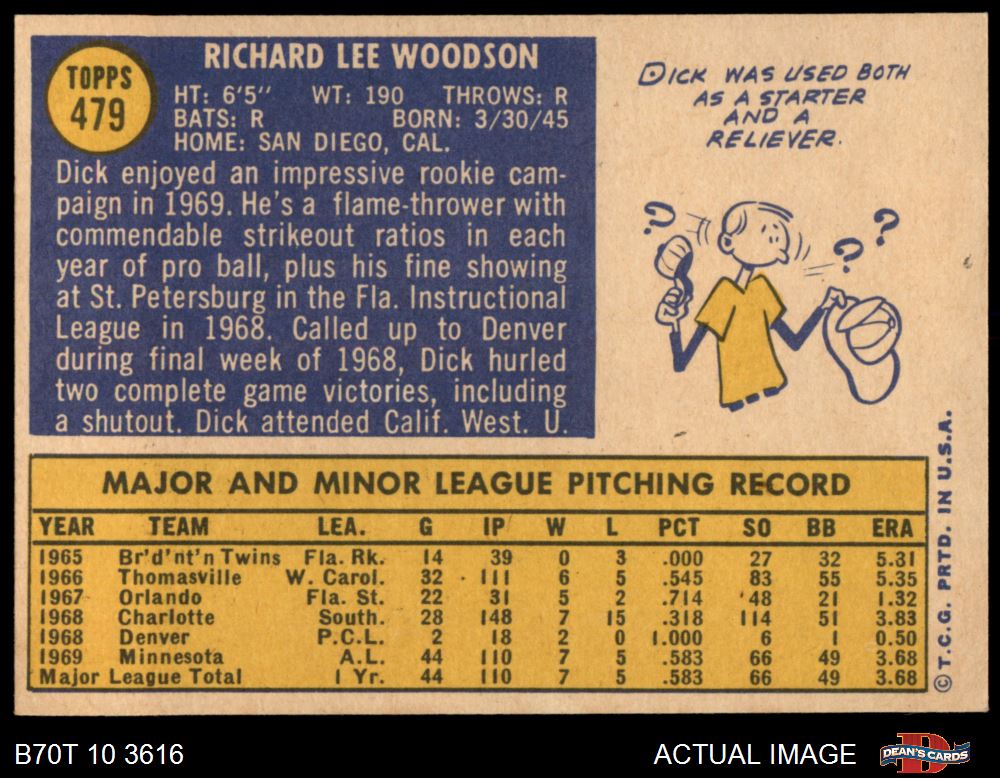 TOPPS
479
RICHARD LEE WOODSON
HT: 6'5" WT: 190 THROWS: R
BATS: R BORN: 3/30/45
HOME: SAN DIEGO, CAL.
Dick enjoyed an impressive rookie cam-
paign in 1969. He's a flame-thrower with
commendable strikeout ratios in each
year of pro ball, plus his fine showing
at St. Petersburg in the Fla. Instructional
League in 1968. Called up to Denver
during final week of 1968, Dick hurled
two complete game victories, including
a shutout. Dick attended Calif. West. U.
DICK WAS USED BOTH
AS A STARTER
AND A
RELIEVER.
? ? ?
MAJOR AND MINOR LEAGUE PITCHING RECORD
YEAR TEAM LEA. G IP W L PCT SO BB ERA
1965 Br'd'nt'n Twins Fla. Rk. 14 39 0 3 .000 27 32 5.31
1966 Thomasville W. Carol. 32 111 6 5 .545 83 55 5.35
1967 Orlando Fla. St. 22 31 5 2 .714 48 21 1.32
1968 Charlotte South. 28 148 7 15 .318 114 51 3.83
1968 Denver P.C.L. 2 18 2 0 1.000 6 1 0.50
1969 Minnesota A.L. 44 110 7 5 .583 66 49 3.68
Major League Total 1 Yr. 44 110 7 5 .583 66 49 3.68
© T.C.G. PRTD. IN U.S.A.
B70T 10 3616
ACTUAL IMAGE
DEAN'S CARDS